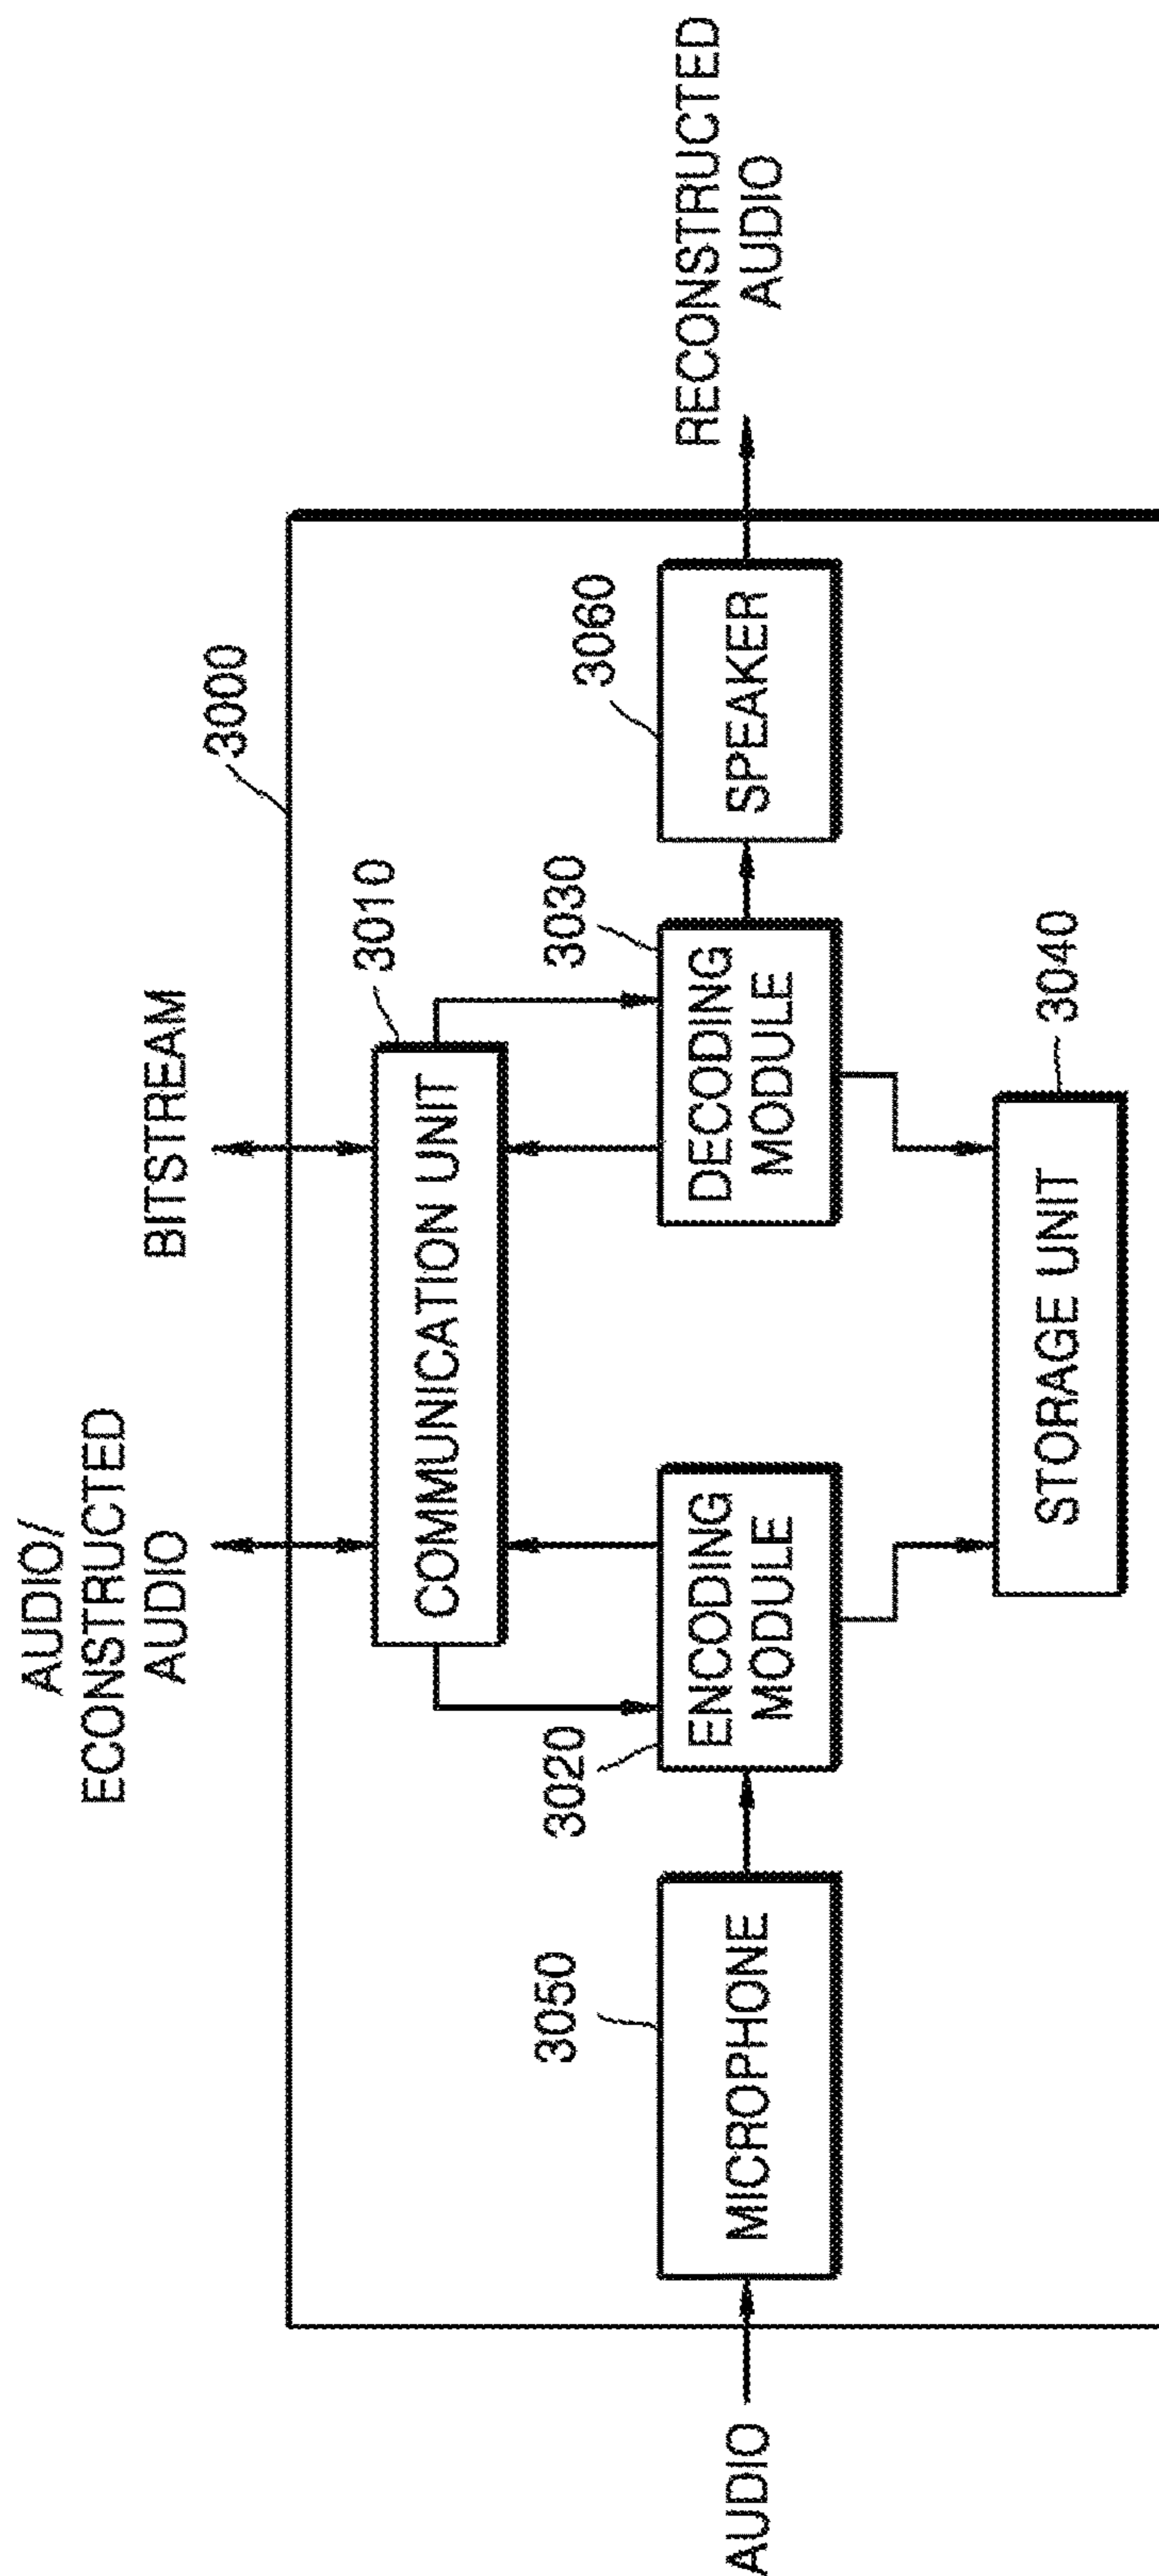 AUDIO/
ECONSTRUCTED
AUDIO
BITSTREAM
3000
3010
COMMUNICATION UNIT
3050
3020
3030
3060
AUDIO
MICROPHONE
ENCODING
MODULE
DECODING
MODULE
SPEAKER
RECONSTRUCTED
AUDIO
STORAGE UNIT
3040